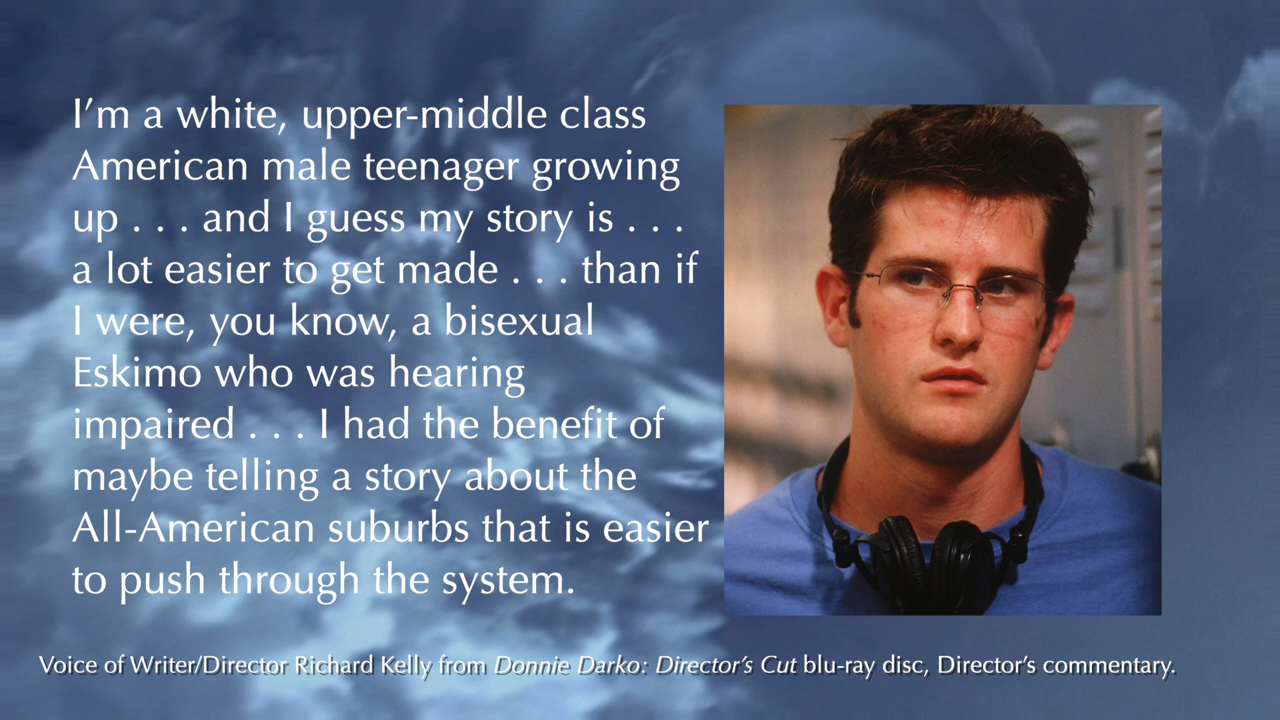 I’m a white, upper-middle class
American male teenager growing
up . . . and I guess my story is . . .
a lot easier to get made . . . than if
I were, you know, a bisexual
Eskimo who was hearing
impaired . . . I had the benefit of
maybe telling a story about the
All-American suburbs that is easier
to push through the system.
Voice of Writer/Director Richard Kelly from Donnie Darko: Director’s Cut blu-ray disc, Director’s commentary.